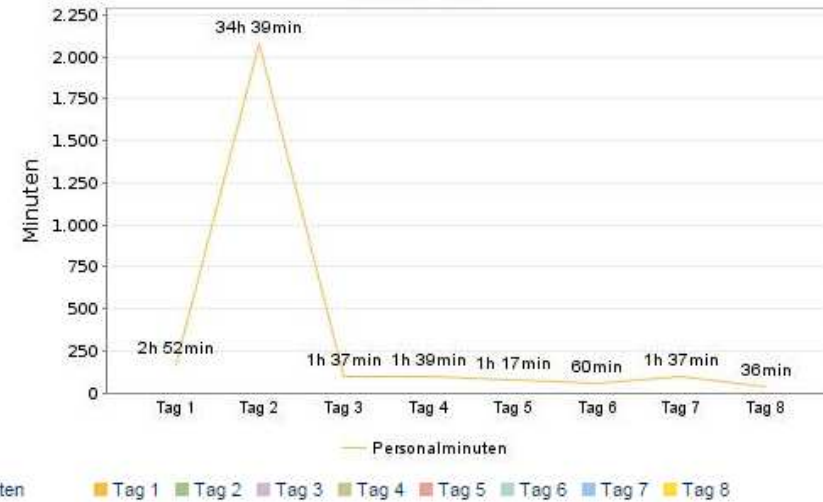 2.250
34h 39min
2.000
1.750
1.500
1.250
1.000
750
500
250
0
Minuten
2h 52min
1h 37min
1h 39min
1h 17min
60min
1h 37min
36min
Tag 1 Tag 2 Tag 3 Tag 4 Tag 5 Tag 6 Tag 7 Tag 8
Personalminuten
ten Tag 1 Tag 2 Tag 3 Tag 4 Tag 5 Tag 6 Tag 7 Tag 8